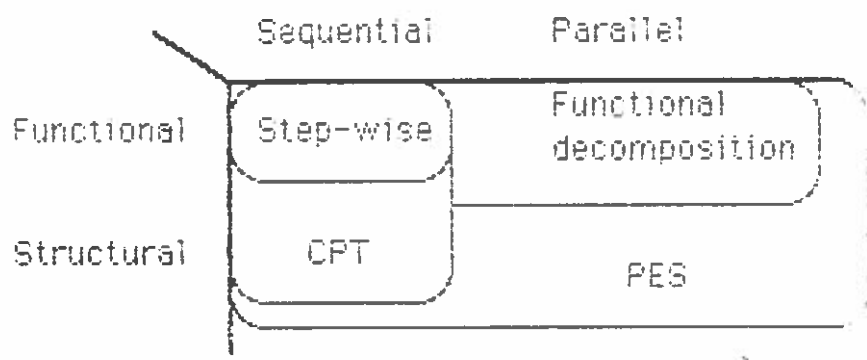 Sequential Parallel
Functional Step-wise Functional decomposition
Structural CPT PES